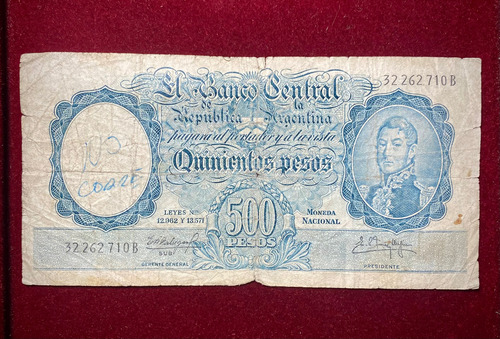 32 262 710 B
El Banco Central
de la
República Argentina
pagará al portador y a la vista
Quinientos pesos
LEYES Nos.
12.962 Y 13.571
500
PESOS
MONEDA
NACIONAL
32 262 710 B
SUB
GERENTE GENERAL
PRESIDENTE